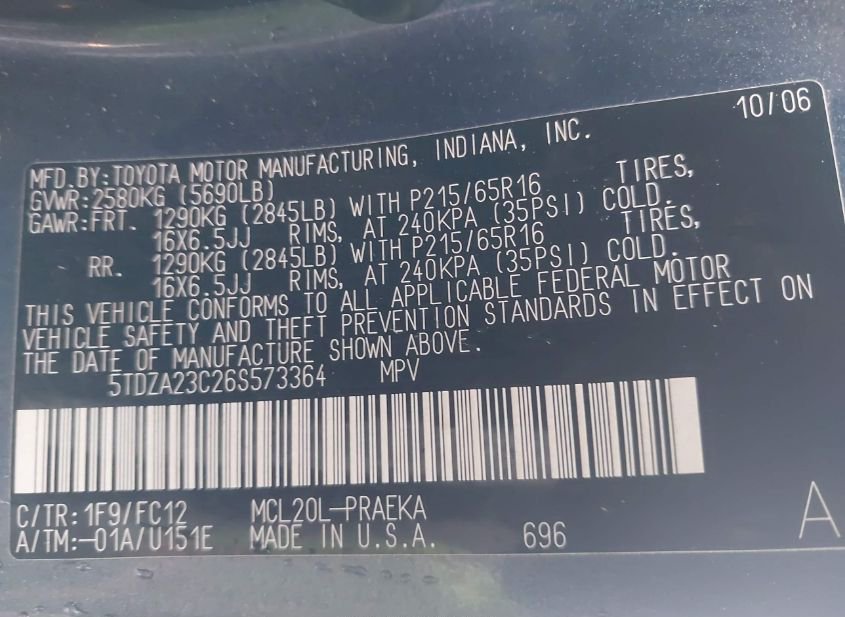 10/06
MFD.BY:TOYOTA MOTOR MANUFACTURING, INDIANA, INC.
GVWR:2580KG (5690LB)
GAWR:FRT. 1290KG (2845LB) WITH P215/65R16 TIRES,
16X6.5JJ RIMS, AT 240KPA (35PSI) COLD.
RR. 1290KG (2845LB) WITH P215/65R16 TIRES,
16X6.5JJ RIMS, AT 240KPA (35PSI) COLD.
THIS VEHICLE CONFORMS TO ALL APPLICABLE FEDERAL MOTOR
VEHICLE SAFETY AND THEFT PREVENTION STANDARDS IN EFFECT ON
THE DATE OF MANUFACTURE SHOWN ABOVE.
5TDZA23C26S573364 MPV
C/TR:1F9/FC12 MCL20L-PRAEKA
A/TM:-01A/U151E MADE IN U.S.A. 696 A